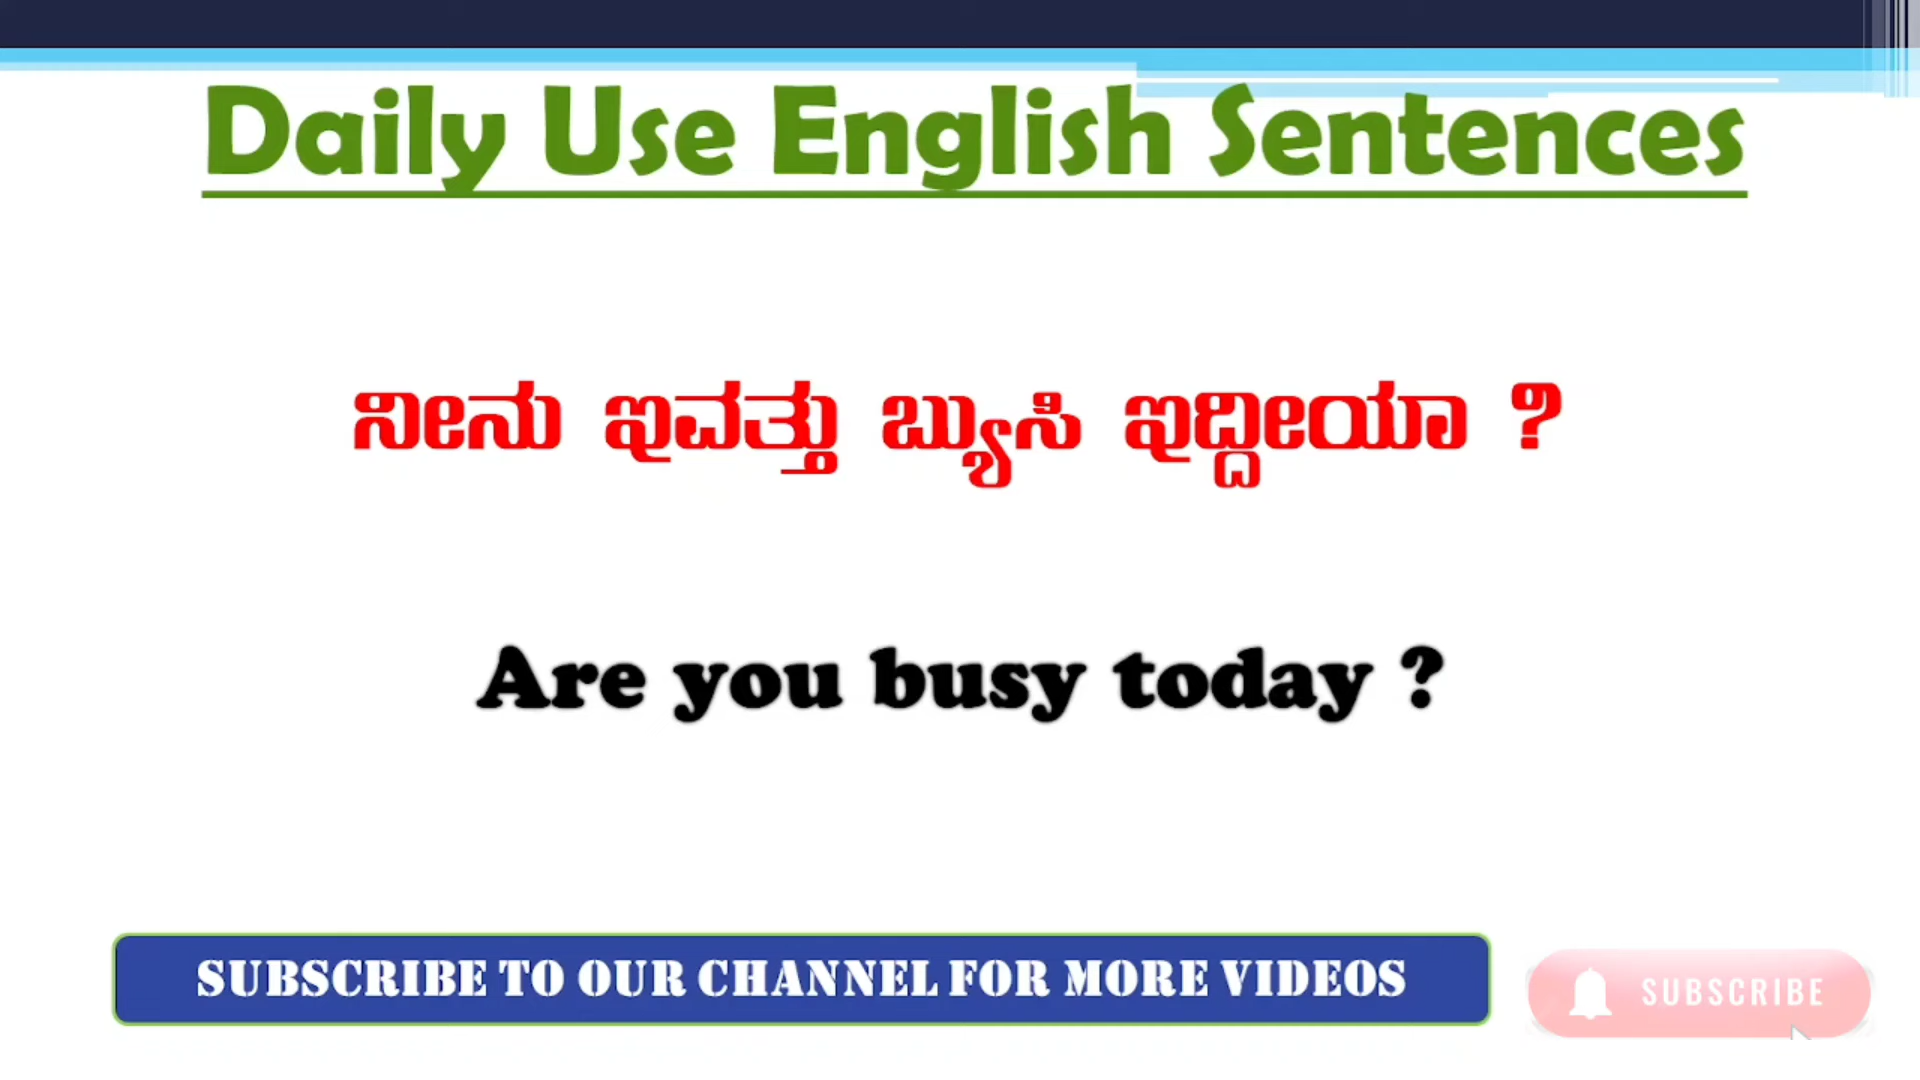 Daily Use English Sentences
ನೀನು ಇವತ್ತು ಬ್ಯುಸಿ ಇದ್ದೀಯಾ ?
Are you busy today ?
SUBSCRIBE TO OUR CHANNEL FOR MORE VIDEOS
SUBSCRIBE